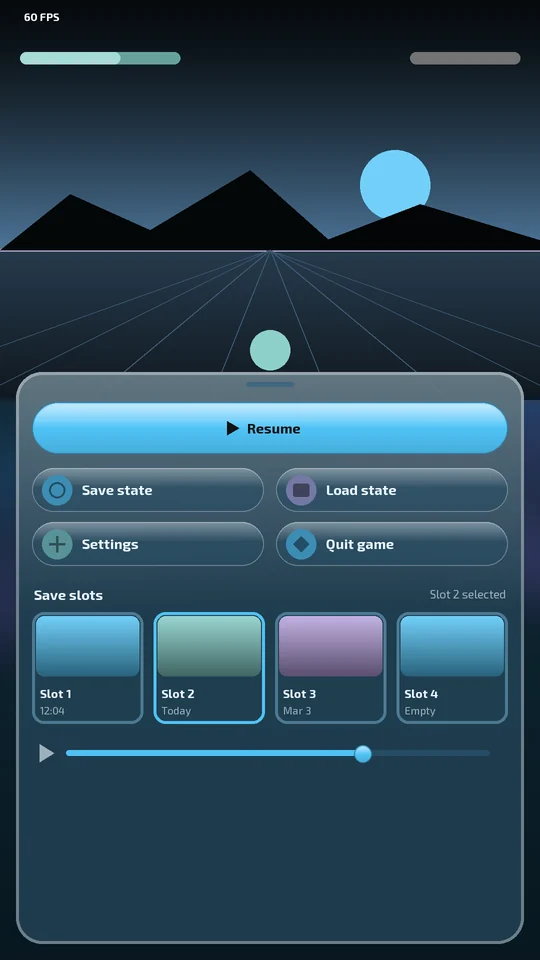 60 FPS
Resume
Save state
Load state
Settings
Quit game
Save slots
Slot 2 selected
Slot 1
12:04
Slot 2
Today
Slot 3
Mar 3
Slot 4
Empty